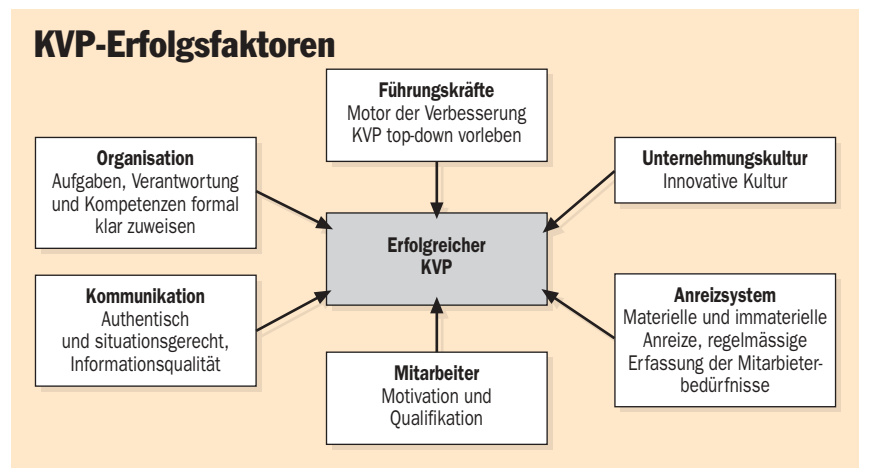 KVP-Erfolgsfaktoren
Führungskräfte
Motor der Verbesserung
KVP top-down vorleben
Organisation
Aufgaben, Verantwortung
und Kompetenzen formal
klar zuweisen
Unternehmungskultur
Innovative Kultur
Erfolgreicher
KVP
Kommunikation
Authentisch
und situationsgerecht,
Informationsqualität
Anreizsystem
Materielle und immaterielle
Anreize, regelmässige
Erfassung der Mitarbieter-
bedürfnisse
Mitarbeiter
Motivation und
Qualifikation